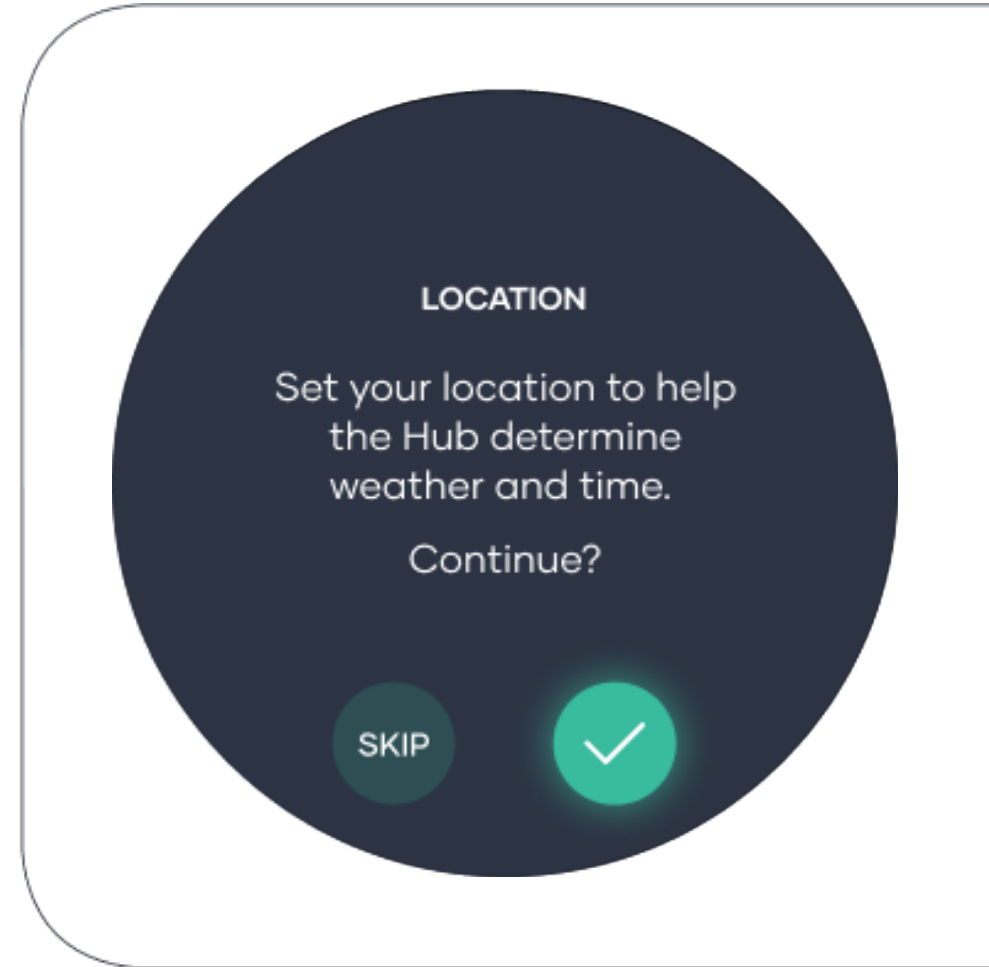 LOCATION
Set your location to help
the Hub determine
weather and time.
Continue?
SKIP